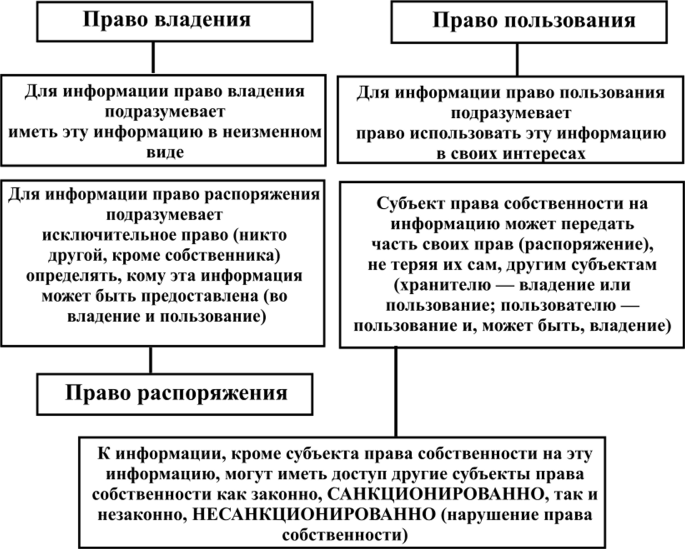 Право владения
Право пользования
Для информации право владения
подразумевает
иметь эту информацию в неизменном
виде
Для информации право пользования
подразумевает
право использовать эту информацию
в своих интересах
Для информации право распоряжения
подразумевает
исключительное право (никто
другой, кроме собственника)
определять, кому эта информация
может быть предоставлена (во
владение и пользование)
Субъект права собственности на
информацию может передать
часть своих прав (распоряжение),
не теряя их сам, другим субъектам
(хранителю — владение или
пользование; пользователю —
пользование и, может быть, владение)
Право распоряжения
К информации, кроме субъекта права собственности на эту
информацию, могут иметь доступ другие субъекты права
собственности как законно, САНКЦИОНИРОВАННО, так и
незаконно, НЕСАНКЦИОНИРОВАННО (нарушение права
собственности)